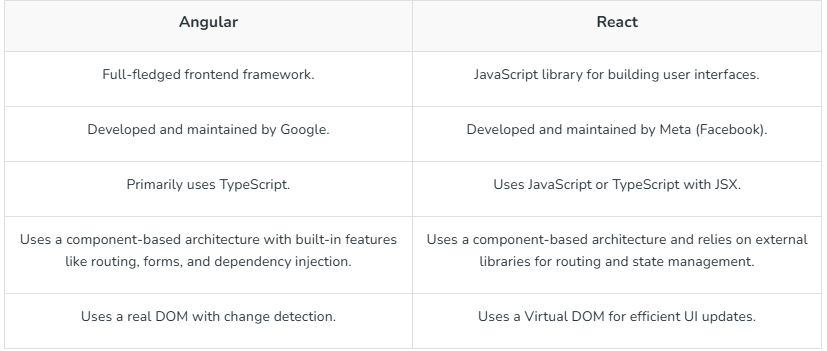 Angular
React
Full-fledged frontend framework.
JavaScript library for building user interfaces.
Developed and maintained by Google.
Developed and maintained by Meta (Facebook).
Primarily uses TypeScript.
Uses JavaScript or TypeScript with JSX.
Uses a component-based architecture with built-in features
like routing, forms, and dependency injection.
Uses a component-based architecture and relies on external
libraries for routing and state management.
Uses a real DOM with change detection.
Uses a Virtual DOM for efficient UI updates.